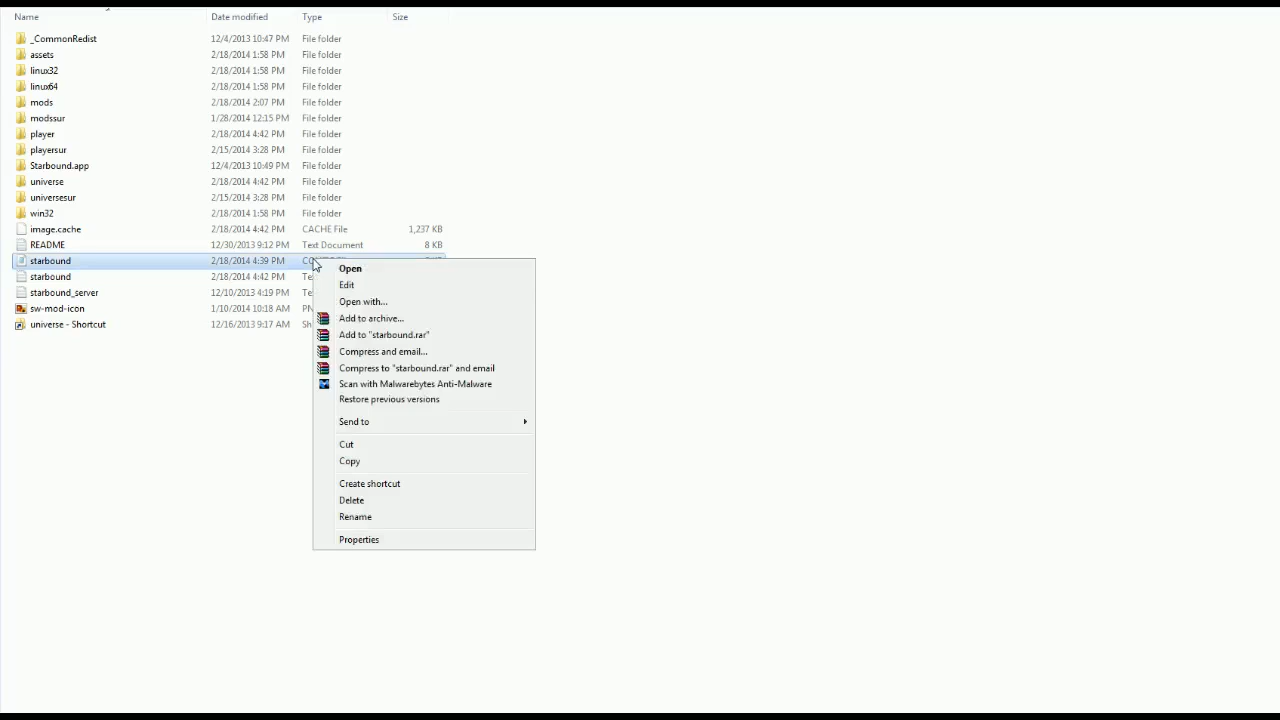 Name Date modified Type Size
_CommonRedist 12/4/2013 10:47 PM File folder
assets 2/18/2014 1:58 PM File folder
linux32 2/18/2014 1:58 PM File folder
linux64 2/18/2014 1:58 PM File folder
mods 2/18/2014 2:07 PM File folder
modssur 1/28/2014 12:15 PM File folder
player 2/18/2014 4:42 PM File folder
playersur 2/15/2014 3:28 PM File folder
Starbound.app 12/4/2013 10:49 PM File folder
universe 2/18/2014 4:42 PM File folder
universesur 2/15/2014 3:28 PM File folder
win32 2/18/2014 1:58 PM File folder
image.cache 2/18/2014 4:42 PM CACHE File 1,237 KB
README 12/30/2013 9:12 PM Text Document 8 KB
starbound 2/18/2014 4:39 PM
starbound 2/18/2014 4:42 PM Te
starbound_server 12/10/2013 4:19 PM Te
sw-mod-icon 1/10/2014 10:18 AM PN
universe - Shortcut 12/16/2013 9:17 AM Sh
Open
Edit
Open with...
Add to archive...
Add to "starbound.rar"
Compress and email...
Compress to "starbound.rar" and email
Scan with Malwarebytes Anti-Malware
Restore previous versions
Send to
Cut
Copy
Create shortcut
Delete
Rename
Properties